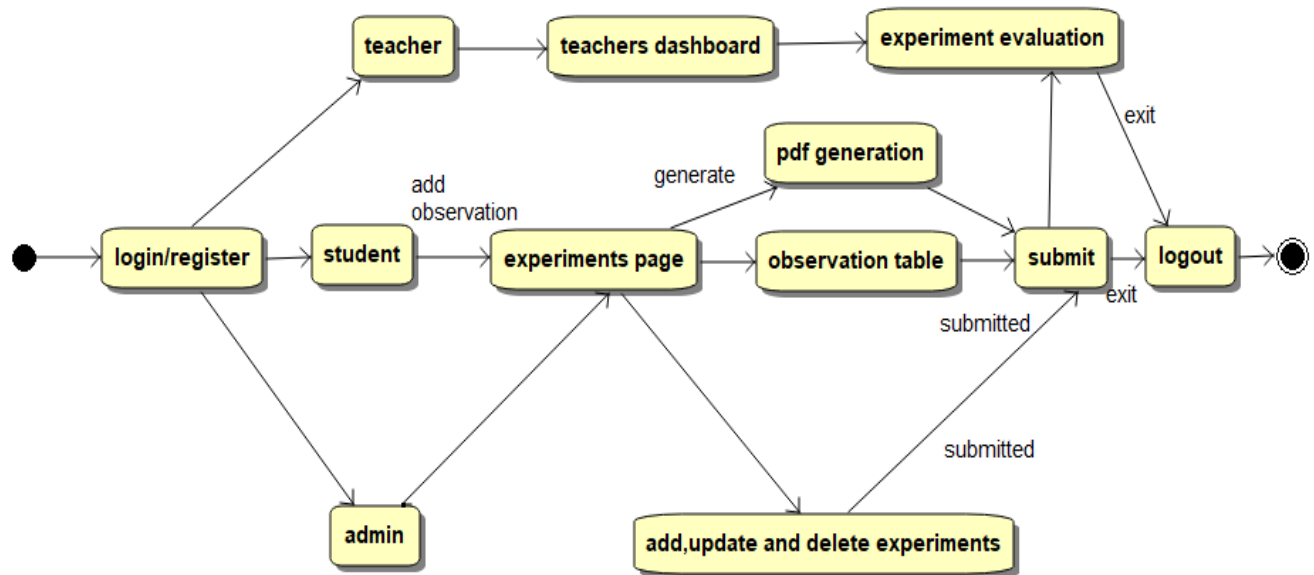 teacher
teachers dashboard
experiment evaluation
exit
pdf generation
generate
add
observation
login/register
student
experiments page
observation table
submit
logout
exit
submitted
submitted
admin
add,update and delete experiments